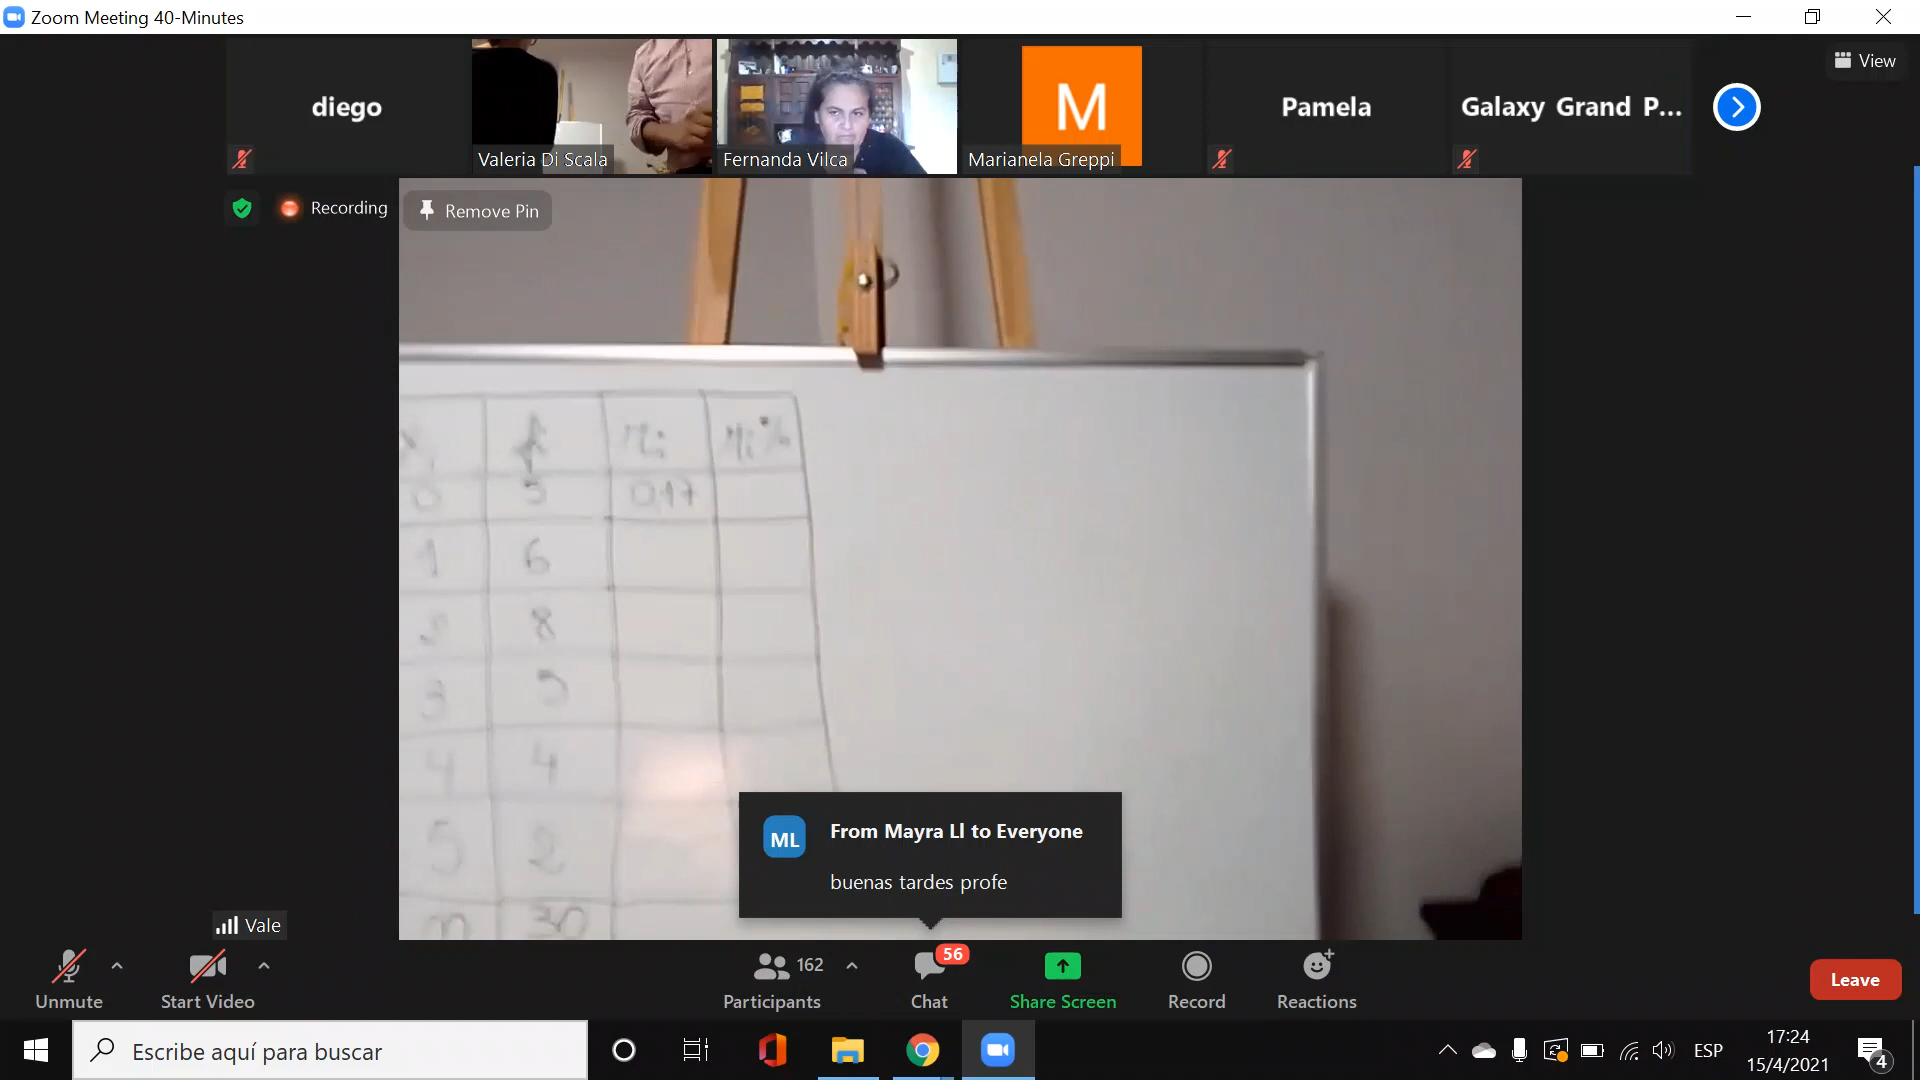 Zoom Meeting 40-Minutes
diego
Valeria Di Scala
Fernanda Vilca
M
Marianela Greppi
Pamela
Galaxy Grand P...
View
Recording
Remove Pin
0 5 0,17
1 6
8
3
4 4
5 2
n 30
ML
From Mayra Ll to Everyone
buenas tardes profe
Vale
Unmute
Start Video
162
Participants
56
Chat
Share Screen
Record
Reactions
Leave
Escribe aquí para buscar
ESP
17:24
15/4/2021
4